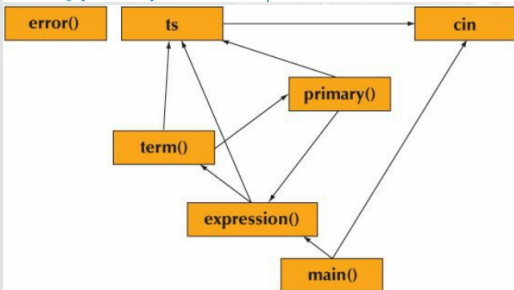 error()
ts
cin
primary()
term()
expression()
main()